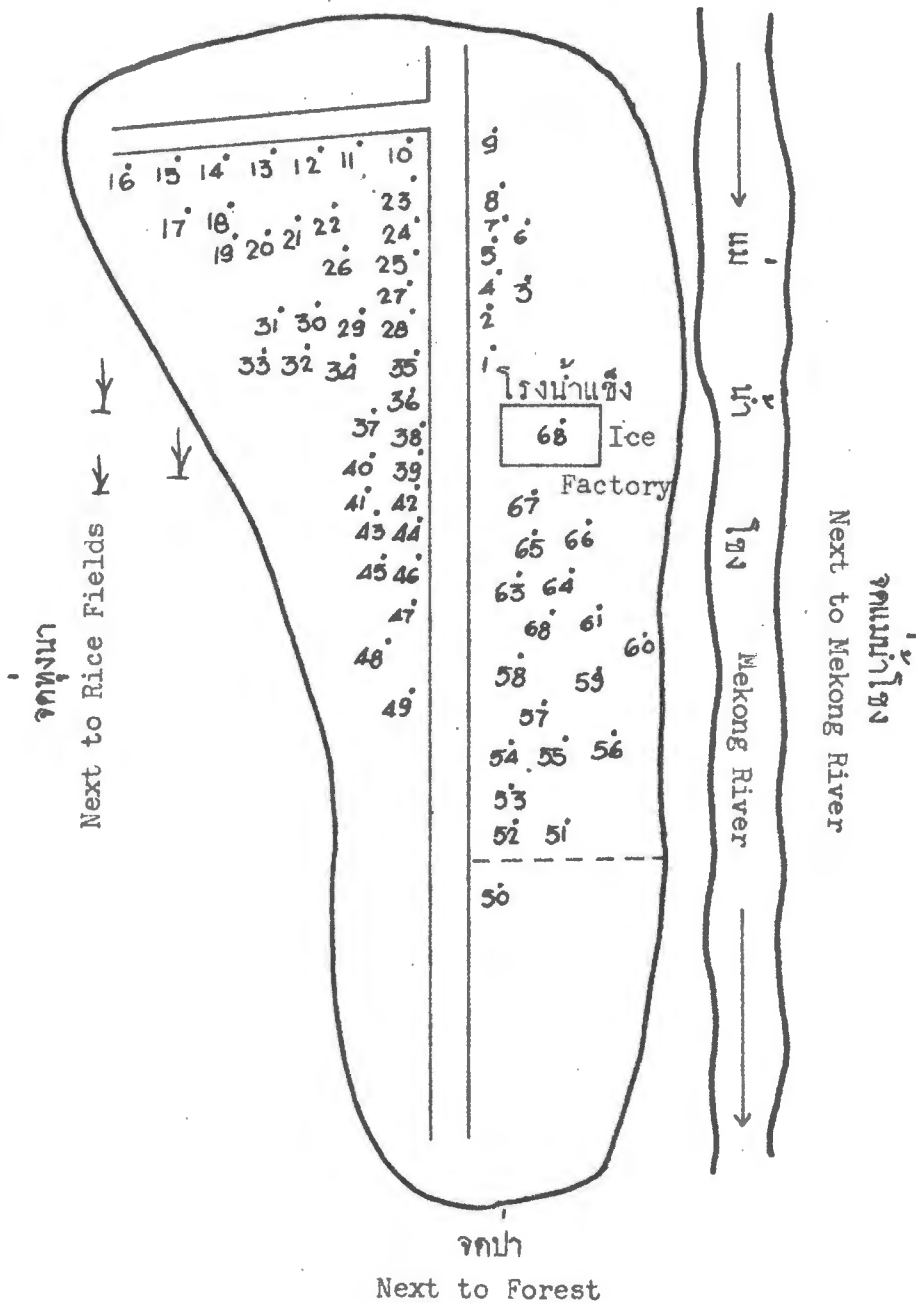 9
16 15 14 13 12 11 10
8
23
17 18 22 24 7 6
19 20 21 5
26 25
27 4 3
31 30 29 28 2
33 32 34 35 1
โรงน้ำแข็ง
36
37 38 68 Ice
Factory
40 39
41 42 67
43 44 65 66
45 46 63 64
47 68 61
48 60
58 59
49 57
54 55 56
53
52 51
50
แม่
น้ำ
โขง
Mekong River
จดแม่น้ำโขง
Next to Mekong River
จดทุ่งนา
Next to Rice Fields
จดป่า
Next to Forest